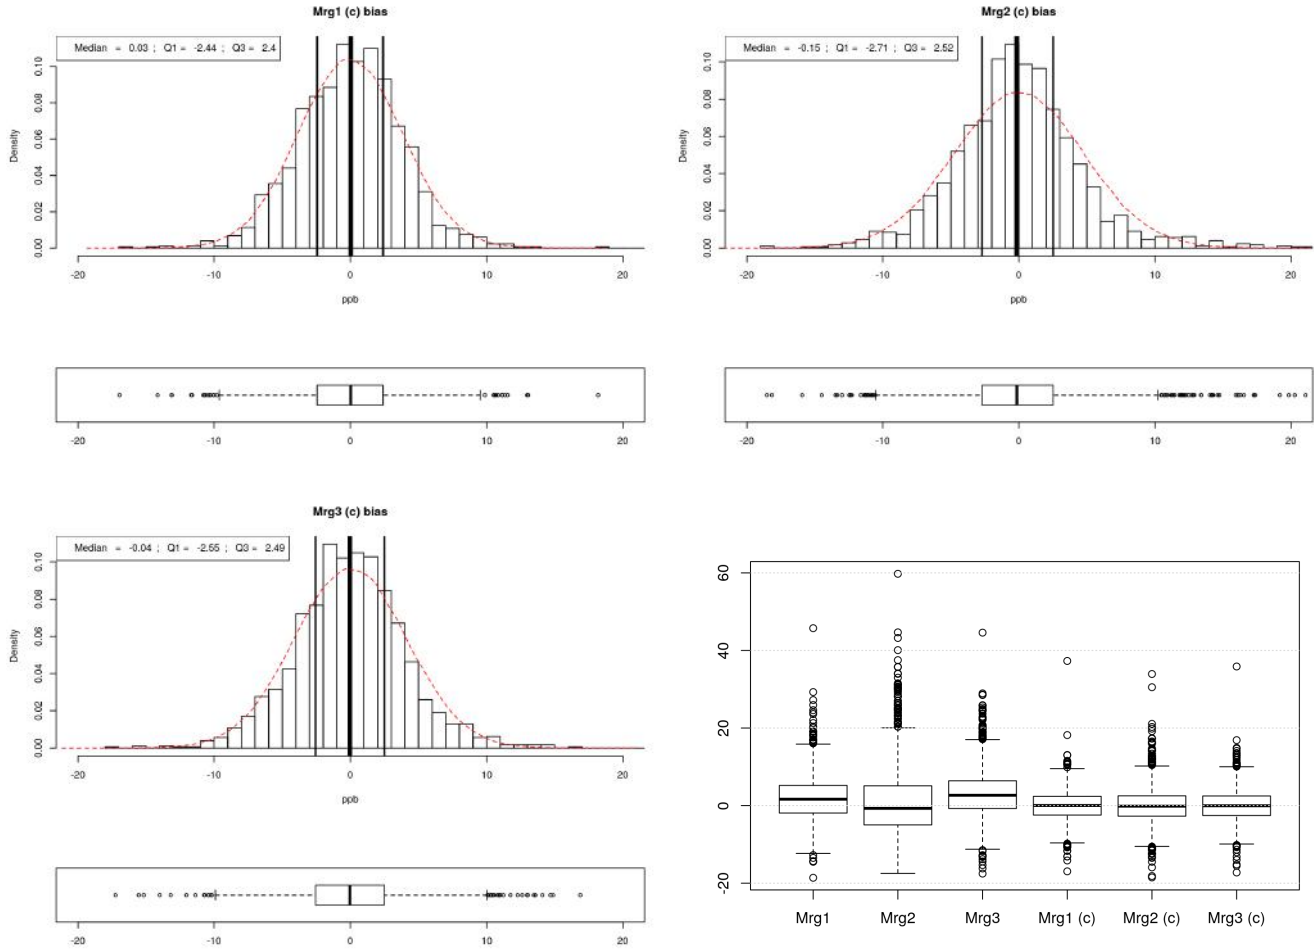 Mrg1 (c) bias
Median = 0.03 ; Q1 = -2.44 ; Q3 = 2.4
Density
0.00 0.02 0.04 0.06 0.08 0.10
-20 -10 0 10 20
ppb
-20 -10 0 10 20
Mrg2 (c) bias
Median = -0.15 ; Q1 = -2.71 ; Q3 = 2.52
Density
0.00 0.02 0.04 0.06 0.08 0.10
-20 -10 0 10 20
ppb
-20 -10 0 10 20
Mrg3 (c) bias
Median = -0.04 ; Q1 = -2.55 ; Q3 = 2.49
Density
0.00 0.02 0.04 0.06 0.08 0.10
-20 -10 0 10 20
ppb
-20 -10 0 10 20
-20 0 20 40 60
Mrg1 Mrg2 Mrg3 Mrg1 (c) Mrg2 (c) Mrg3 (c)